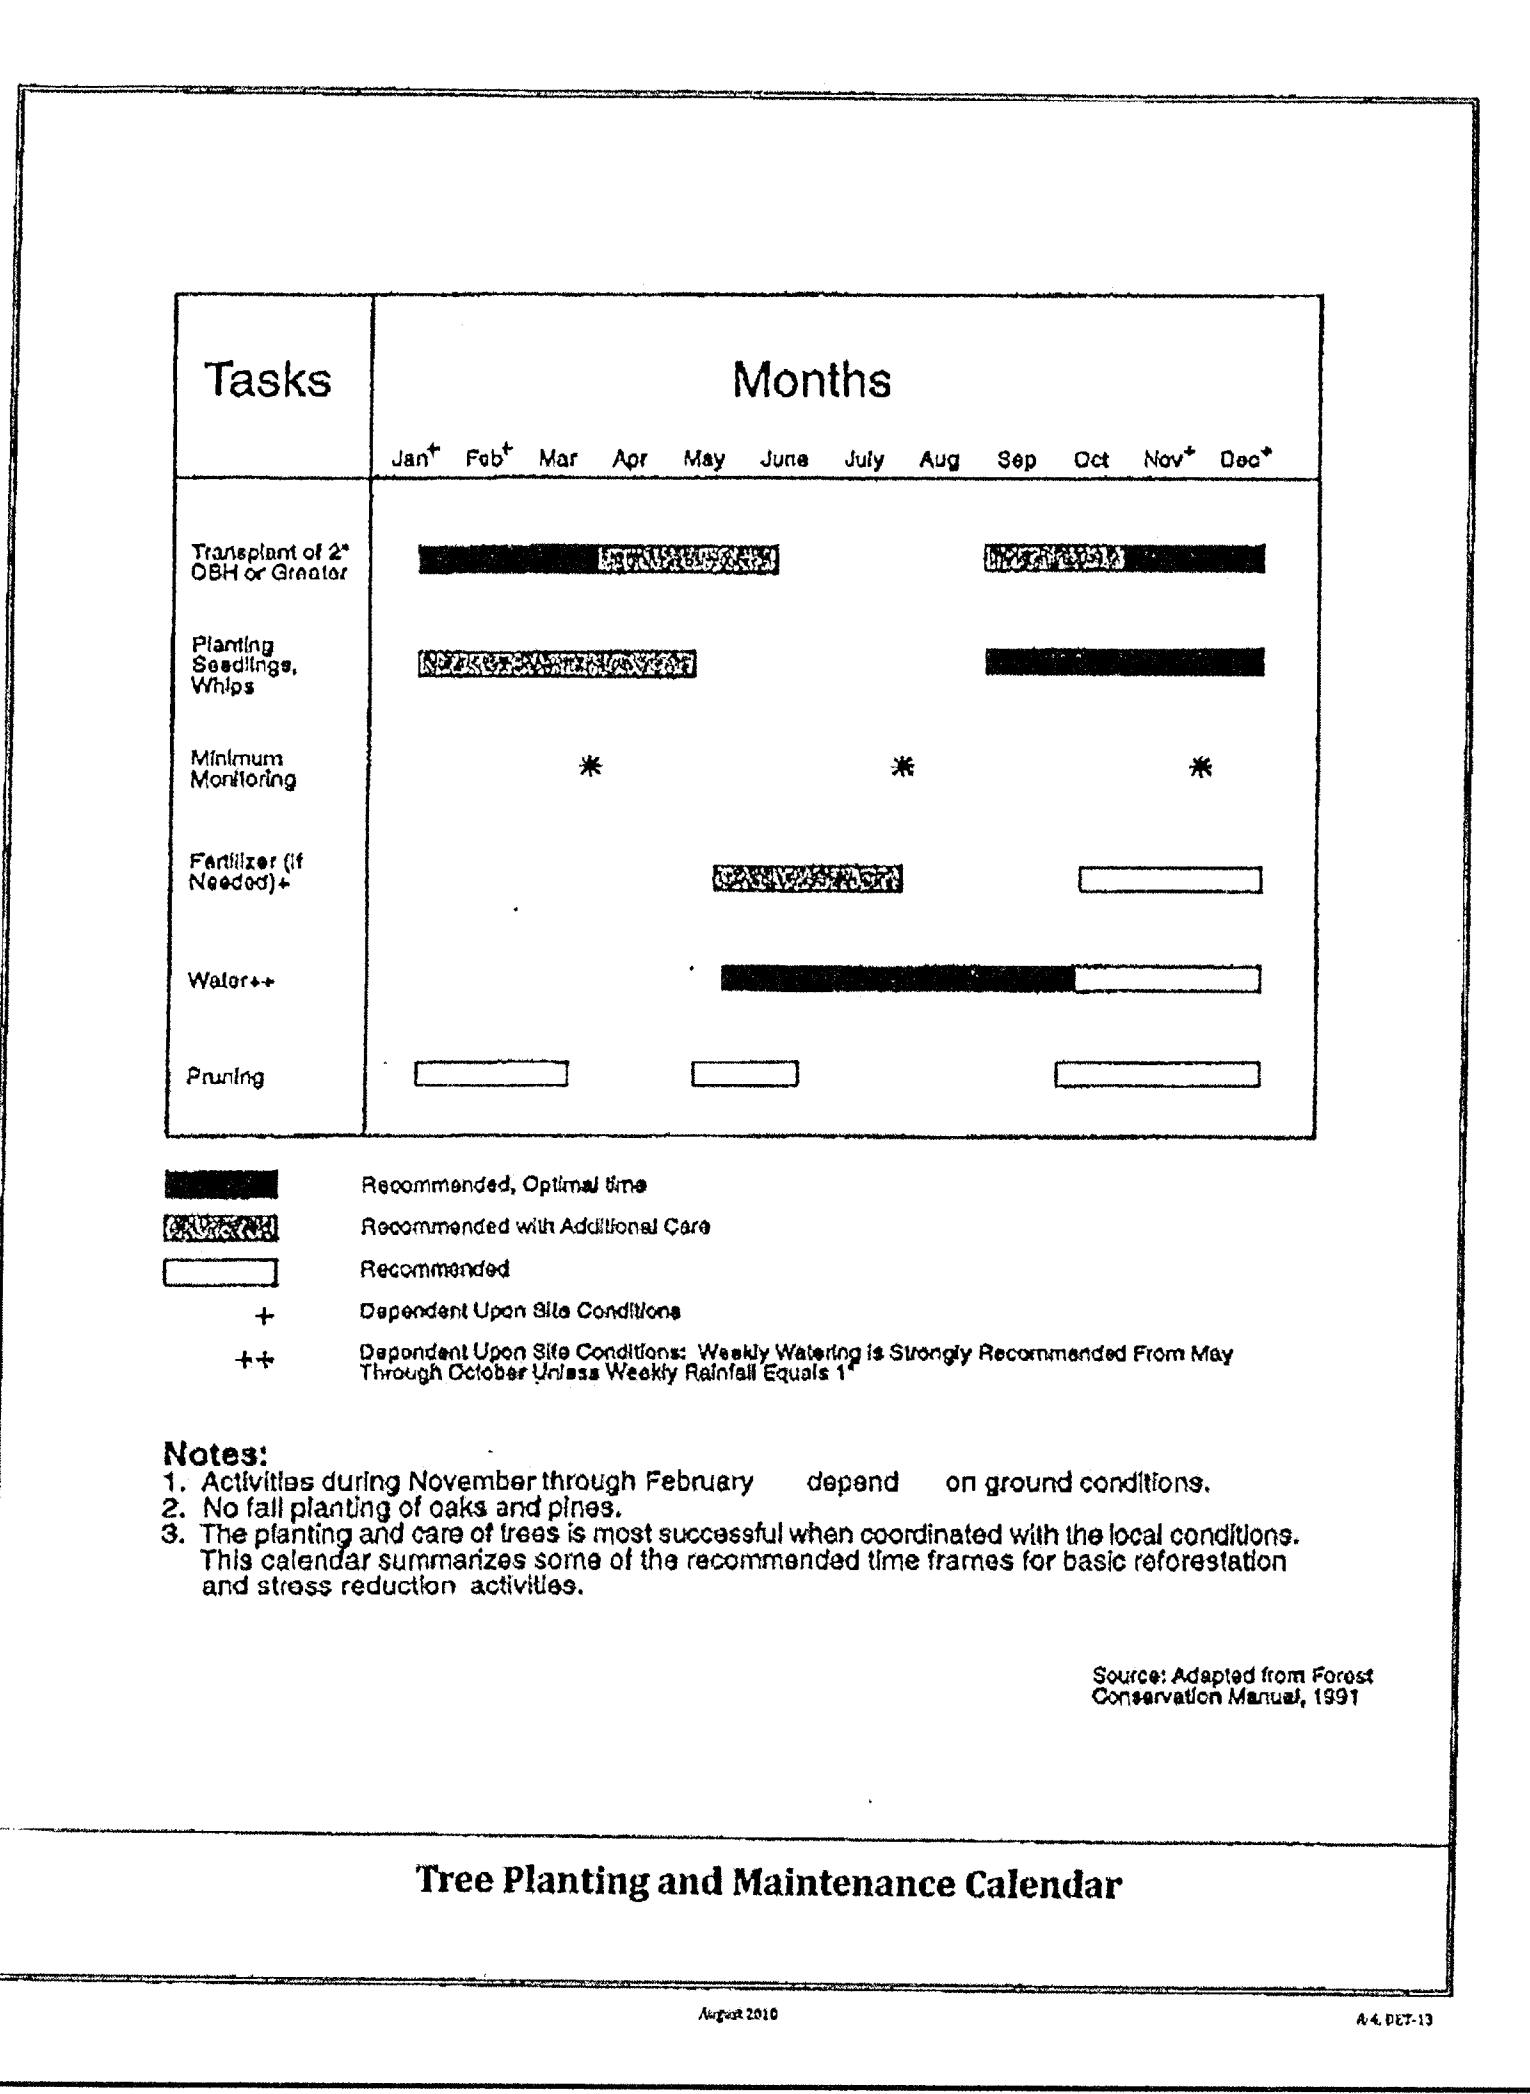 Tasks
Months
Jan+ Feb+ Mar Apr May June July Aug Sep Oct Nov+ Dec+
Transplant of 2"
DBH or Greater
Planting
Seedlings,
Whips
Minimum
Monitoring
*
*
*
Fertilizer (if
Needed)+
Water++
Pruning
Recommended, Optimal time
Recommended with Additional Care
Recommended
+ Dependent Upon Site Conditions
++ Dependent Upon Site Conditions: Weekly Watering is Strongly Recommended From May
Through October Unless Weekly Rainfall Equals 1"
Notes:
1. Activities during November through February depend on ground conditions.
2. No fall planting of oaks and pines.
3. The planting and care of trees is most successful when coordinated with the local conditions.
This calendar summarizes some of the recommended time frames for basic reforestation
and stress reduction activities.
Source: Adapted from Forest
Conservation Manual, 1991
Tree Planting and Maintenance Calendar
August 2010
A-4, DET-13